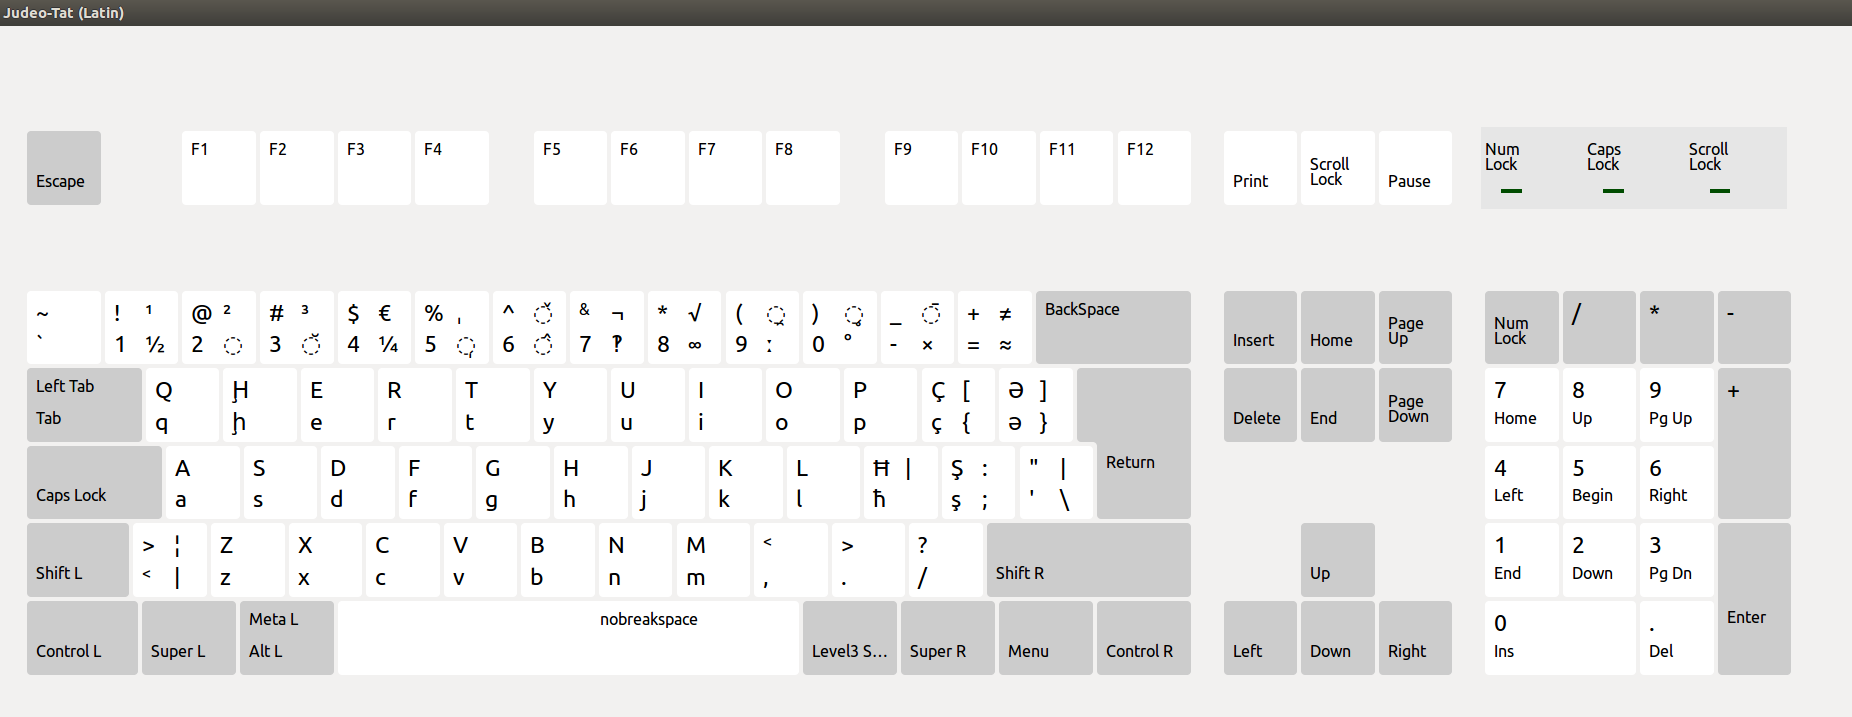 Judeo-Tat (Latin)
Escape
F1 F2 F3 F4 F5 F6 F7 F8 F9 F10 F11 F12
Print
Scroll
Lock
Pause
Num
Lock
Caps
Lock
Scroll
Lock
~
`
! ¹
1 ½
@ ²
2 ◌
# ³
3 ◌̌
$ €
4 ¼
% ˌ
5 ◌̩
^ ◌̌
6 ◌̂
& ¬
7 ‽
* √
8 ∞
(
9 ː
)
0 °
_ ◌̄
- ×
+ ≠
= ≈
BackSpace
Insert
Home
Page
Up
Num
Lock
/
*
-
Left Tab
Tab
Q
q
Ḩ
ḩ
E
e
R
r
T
t
Y
y
U
u
I
i
O
o
P
p
Ç [
ç {
Ə ]
ə }
Return
Delete
End
Page
Down
7
Home
8
Up
9
Pg Up
+
Caps Lock
A
a
S
s
D
d
F
f
G
g
H
h
J
j
K
k
L
l
Ħ |
ħ
Ş :
ş ;
" |
' \
4
Left
5
Begin
6
Right
Shift L
> ¦
< |
Z
z
X
x
C
c
V
v
B
b
N
n
M
m
<
,
>
.
?
/
Shift R
Up
1
End
2
Down
3
Pg Dn
Enter
Control L
Super L
Meta L
Alt L
nobreakspace
Level3 S...
Super R
Menu
Control R
Left
Down
Right
0
Ins
.
Del